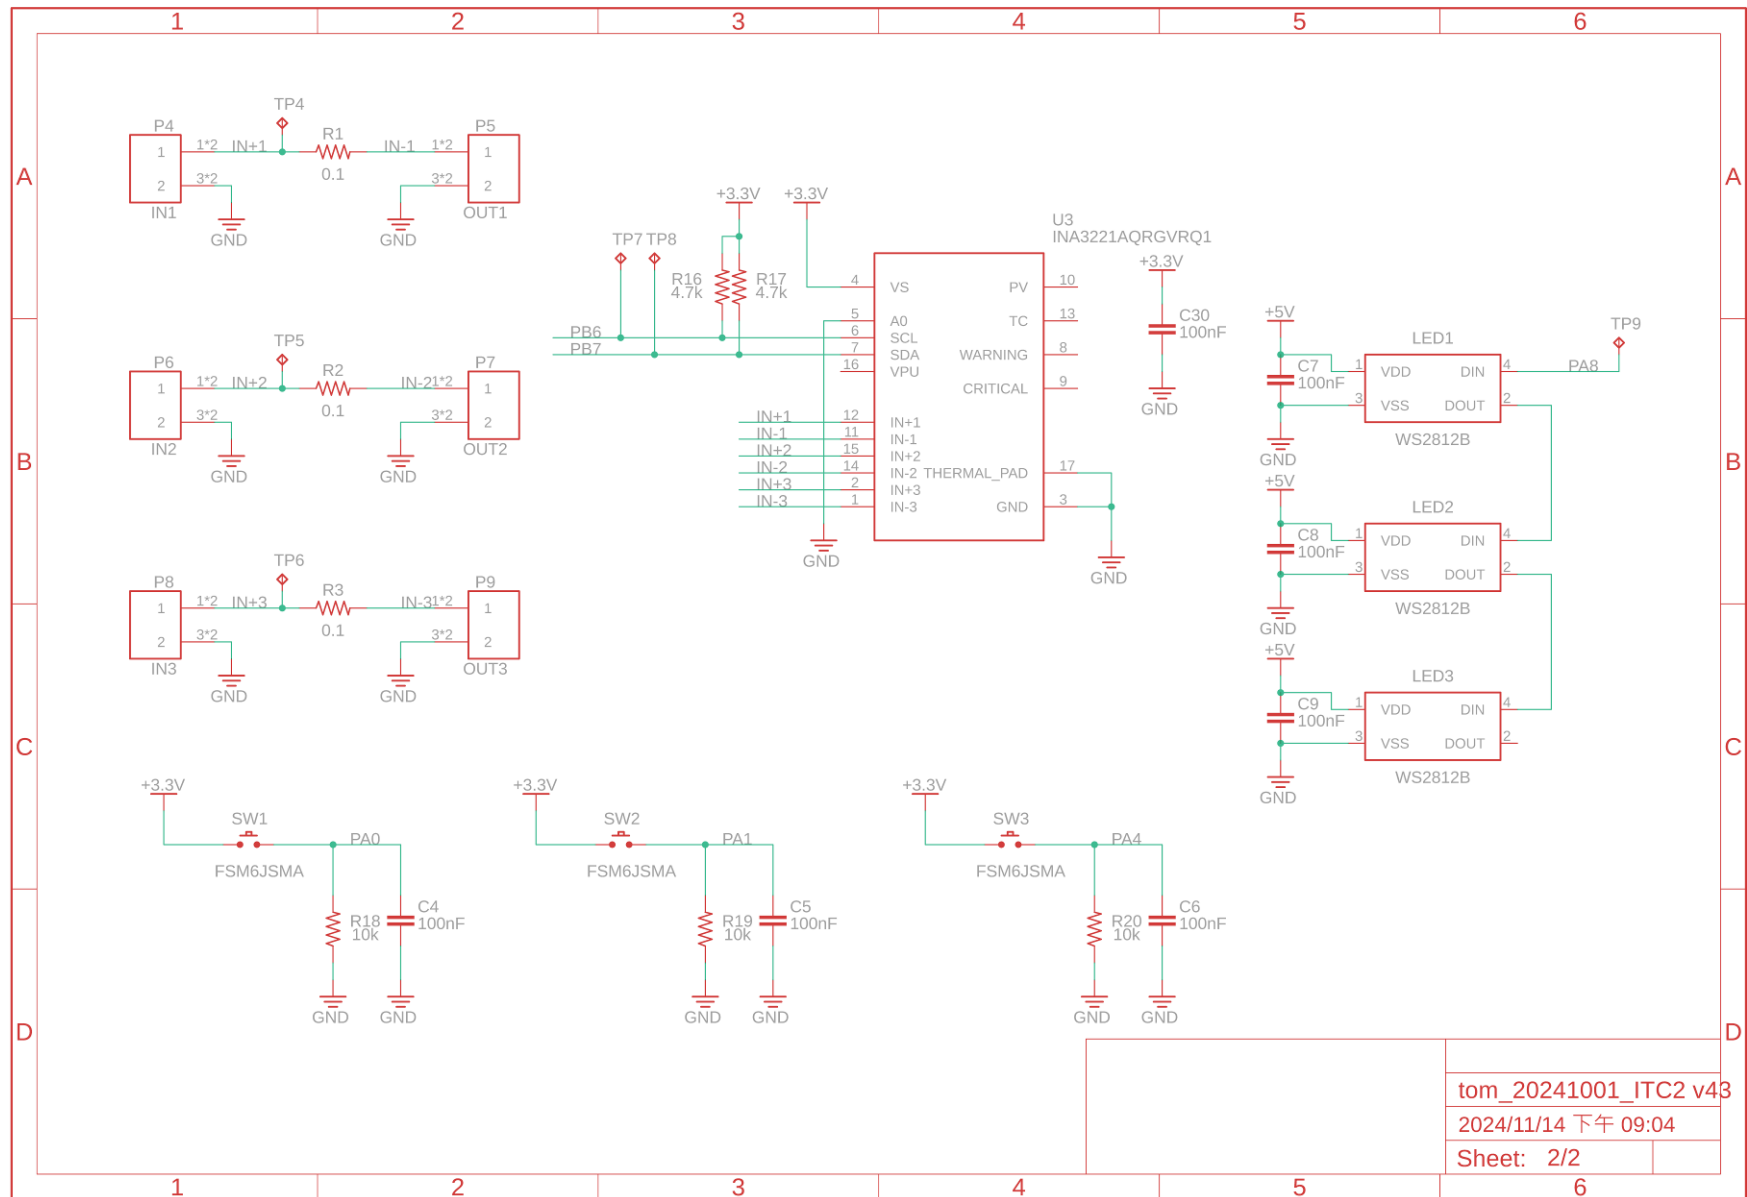 1 2 3 4 5 6
A A
B B
C C
D D
TP4
P4 1*2 IN+1 R1 IN-1 1*2 P5
1 1
0.1
2 3*2 3*2 2
IN1 OUT1
GND GND
TP5
P6 1*2 IN+2 R2 IN-2 1*2 P7
1 1
0.1
2 3*2 3*2 2
IN2 OUT2
GND GND
TP6
P8 1*2 IN+3 R3 IN-3 1*2 P9
1 1
0.1
2 3*2 3*2 2
IN3 OUT3
GND GND
+3.3V +3.3V
TP7 TP8
R16 4.7k
R17 4.7k
PB6
PB7
U3
INA3221AQRGVRQ1
4 VS PV 10
5 A0 TC 13
6 SCL
7 SDA WARNING 8
16 VPU
CRITICAL 9
IN+1 12 IN+1
IN-1 11 IN-1
IN+2 15 IN+2
IN-2 14 IN-2 THERMAL_PAD 17
IN+3 2 IN+3
IN-3 1 IN-3 GND 3
GND
GND
+3.3V
C30
100nF
GND
+5V
C7
100nF
GND
LED1
1 VDD DIN 4
3 VSS DOUT 2
WS2812B
PA8
TP9
+5V
C8
100nF
GND
LED2
1 VDD DIN 4
3 VSS DOUT 2
WS2812B
+5V
C9
100nF
GND
LED3
1 VDD DIN 4
3 VSS DOUT 2
WS2812B
+3.3V
SW1
PA0
FSM6JSMA
R18
10k
C4
100nF
GND GND
+3.3V
SW2
PA1
FSM6JSMA
R19
10k
C5
100nF
GND GND
+3.3V
SW3
PA4
FSM6JSMA
R20
10k
C6
100nF
GND GND
tom_20241001_ITC2 v43
2024/11/14 下午 09:04
Sheet: 2/2
1 2 3 4 5 6